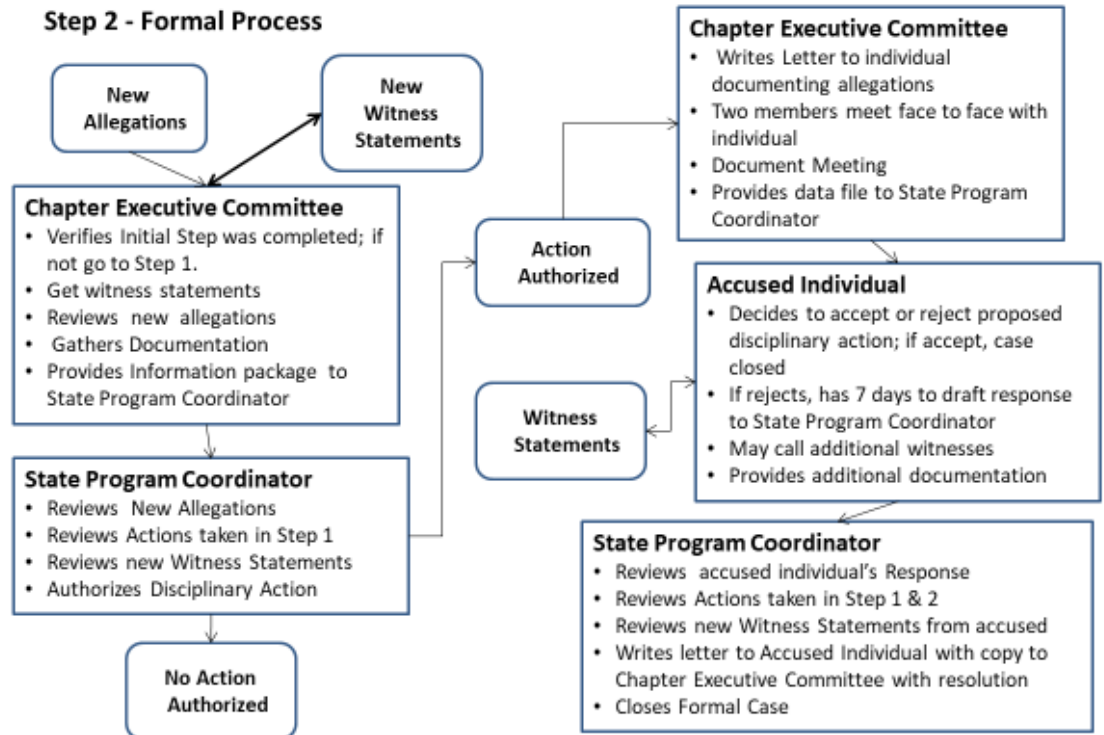 Step 2 - Formal Process
New
Allegations
New
Witness
Statements
Chapter Executive Committee
• Verifies Initial Step was completed; if
not go to Step 1.
• Get witness statements
• Reviews new allegations
• Gathers Documentation
• Provides Information package to
State Program Coordinator
State Program Coordinator
• Reviews New Allegations
• Reviews Actions taken in Step 1
• Reviews new Witness Statements
• Authorizes Disciplinary Action
No Action
Authorized
Action
Authorized
Chapter Executive Committee
• Writes Letter to individual
documenting allegations
• Two members meet face to face with
individual
• Document Meeting
• Provides data file to State Program
Coordinator
Accused Individual
• Decides to accept or reject proposed
disciplinary action; if accept, case
closed
• If rejects, has 7 days to draft response
to State Program Coordinator
• May call additional witnesses
• Provides additional documentation
Witness
Statements
State Program Coordinator
• Reviews accused individual's Response
• Reviews Actions taken in Step 1 & 2
• Reviews new Witness Statements from accused
• Writes letter to Accused Individual with copy to
Chapter Executive Committee with resolution
• Closes Formal Case